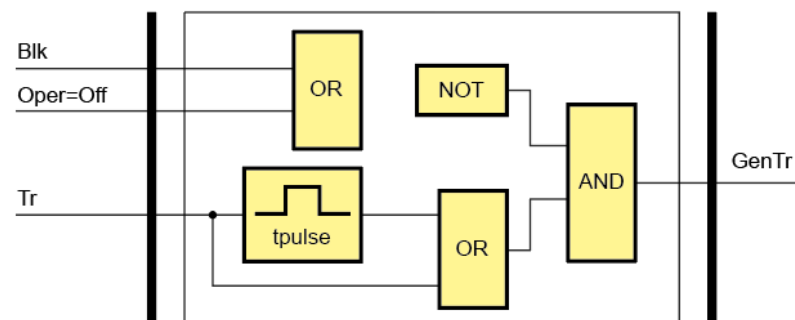 Blk
Oper=Off
OR
NOT
Tr
tpulse
OR
AND
GenTr